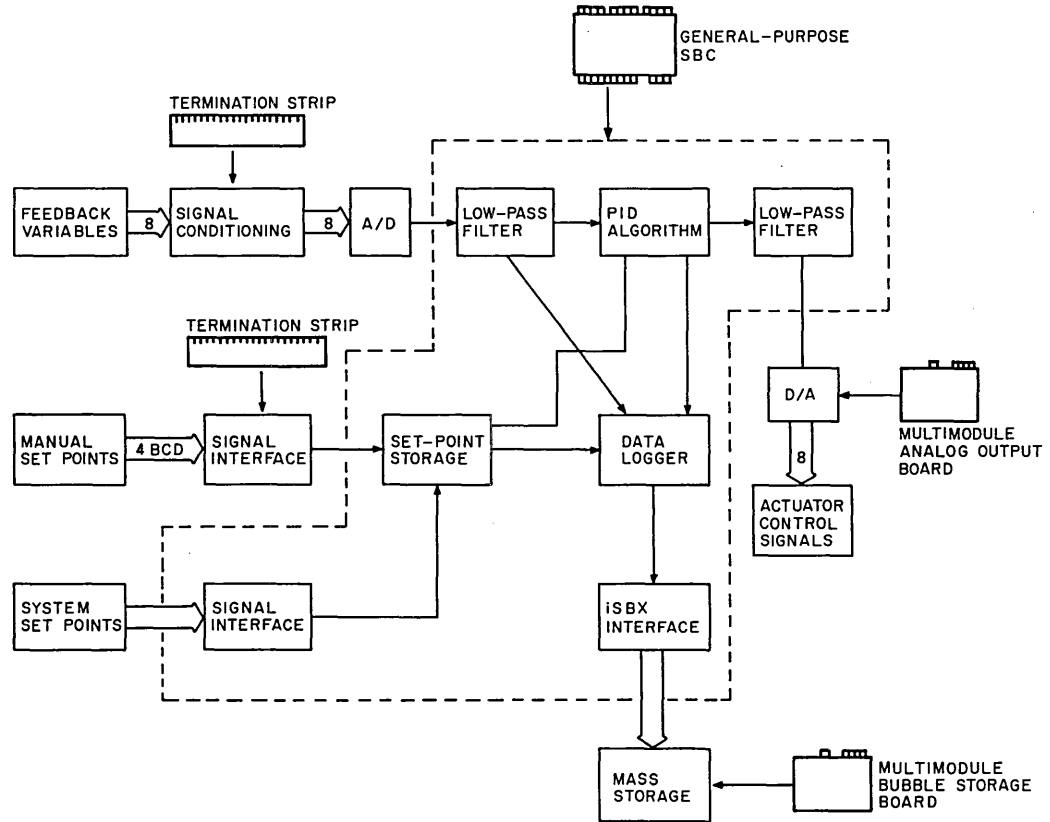 GENERAL-PURPOSE
SBC
TERMINATION STRIP
FEEDBACK
VARIABLES
8
SIGNAL
CONDITIONING
8
A/D
LOW-PASS
FILTER
PID
ALGORITHM
LOW-PASS
FILTER
TERMINATION STRIP
MANUAL
SET POINTS
4 BCD
SIGNAL
INTERFACE
SET-POINT
STORAGE
DATA
LOGGER
D/A
MULTIMODULE
ANALOG OUTPUT
BOARD
8
ACTUATOR
CONTROL
SIGNALS
SYSTEM
SET POINTS
SIGNAL
INTERFACE
iSBX
INTERFACE
MASS
STORAGE
MULTIMODULE
BUBBLE STORAGE
BOARD